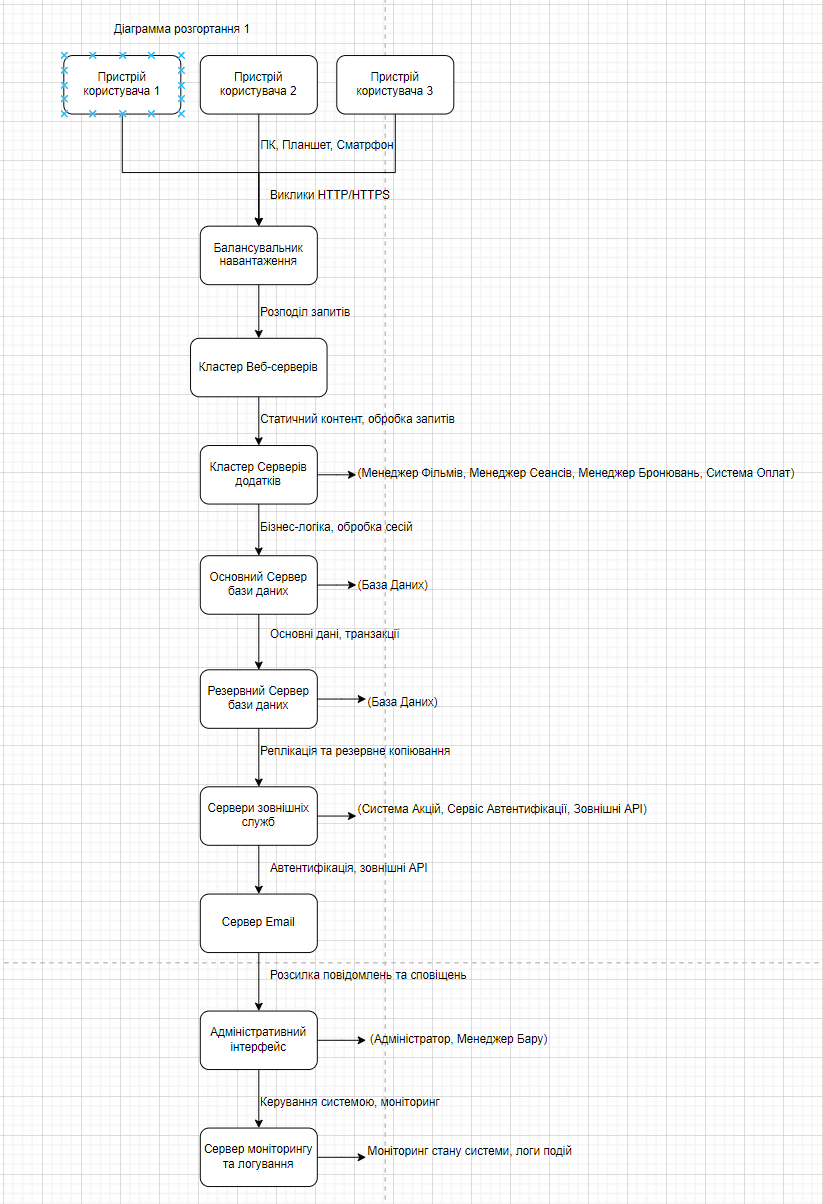 Діаграмма розгортання 1
Пристрій
користувача 1
Пристрій
користувача 2
Пристрій
користувача 3
ПК, Планшет, Сматрфон
Виклики HTTP/HTTPS
Балансувальник
навантаження
Розподіл запитів
Кластер Веб-серверів
Статичний контент, обробка запитів
Кластер Серверів
додатків
(Менеджер Фільмів, Менеджер Сеансів, Менеджер Бронювань, Система Оплат)
Бізнес-логіка, обробка сесій
Основний Сервер
бази даних
(База Даних)
Основні дані, транзакції
Резервний Сервер
бази даних
(База Даних)
Реплікація та резервне копіювання
Сервери зовнішніх
служб
(Система Акцій, Сервіс Автентифікації, Зовнішні API)
Автентифікація, зовнішні API
Сервер Email
Розсилка повідомлень та сповіщень
Адміністративний
інтерфейс
(Адміністратор, Менеджер Бару)
Керування системою, моніторинг
Сервер моніторингу
та логування
Моніторинг стану системи, логи подій